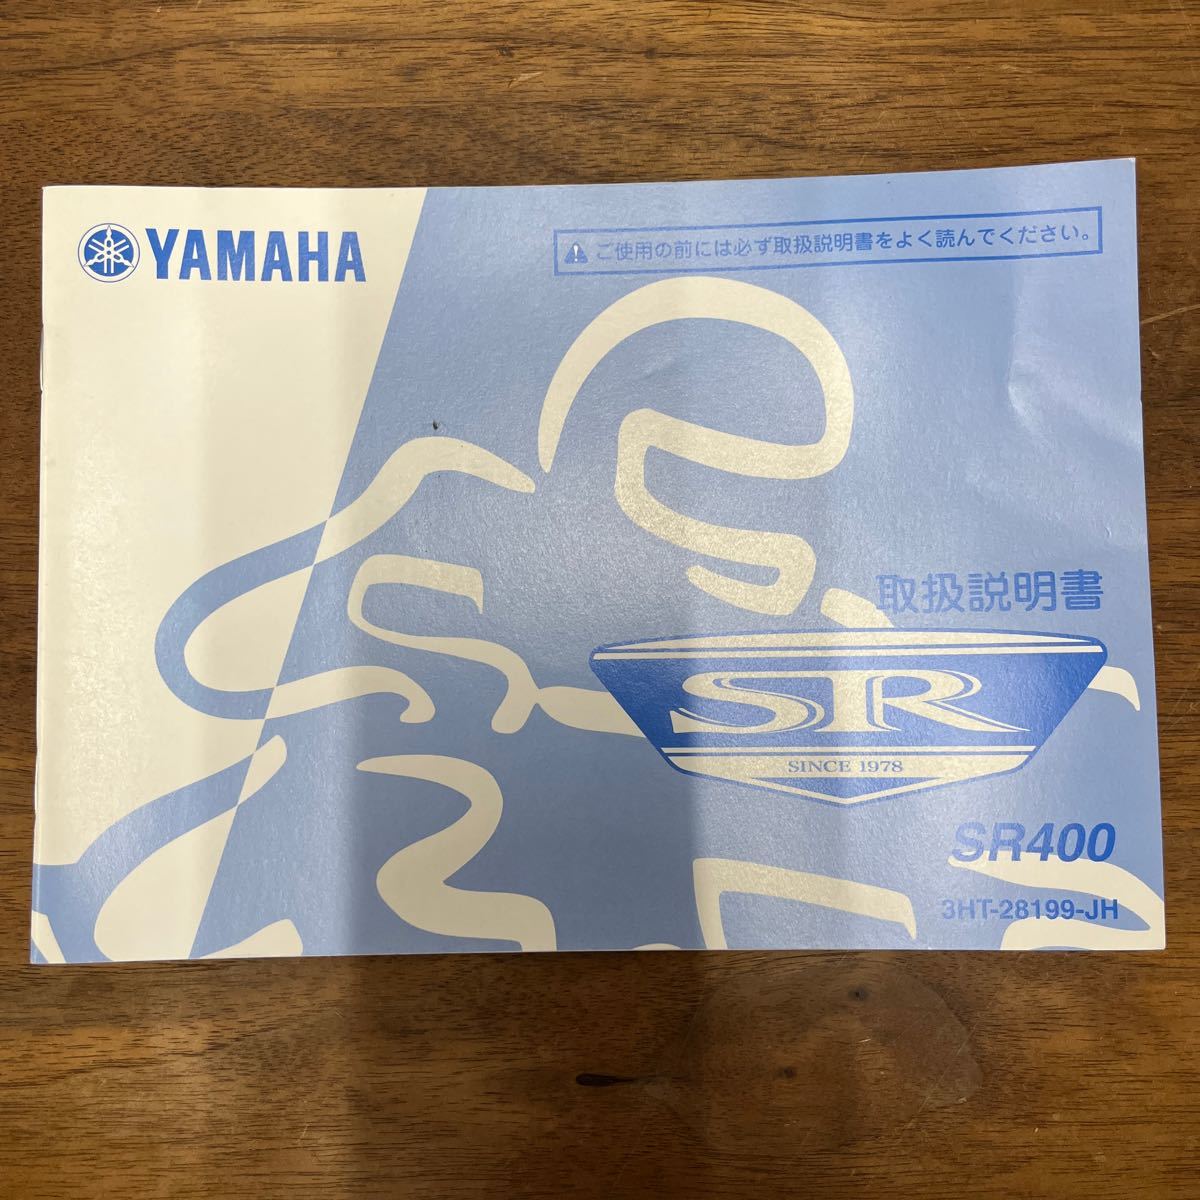 YAMAHA
ご使用の前には必ず取扱説明書をよく読んでください。
取扱説明書
SR
SINCE 1978
SR400
3HT-28199-JH